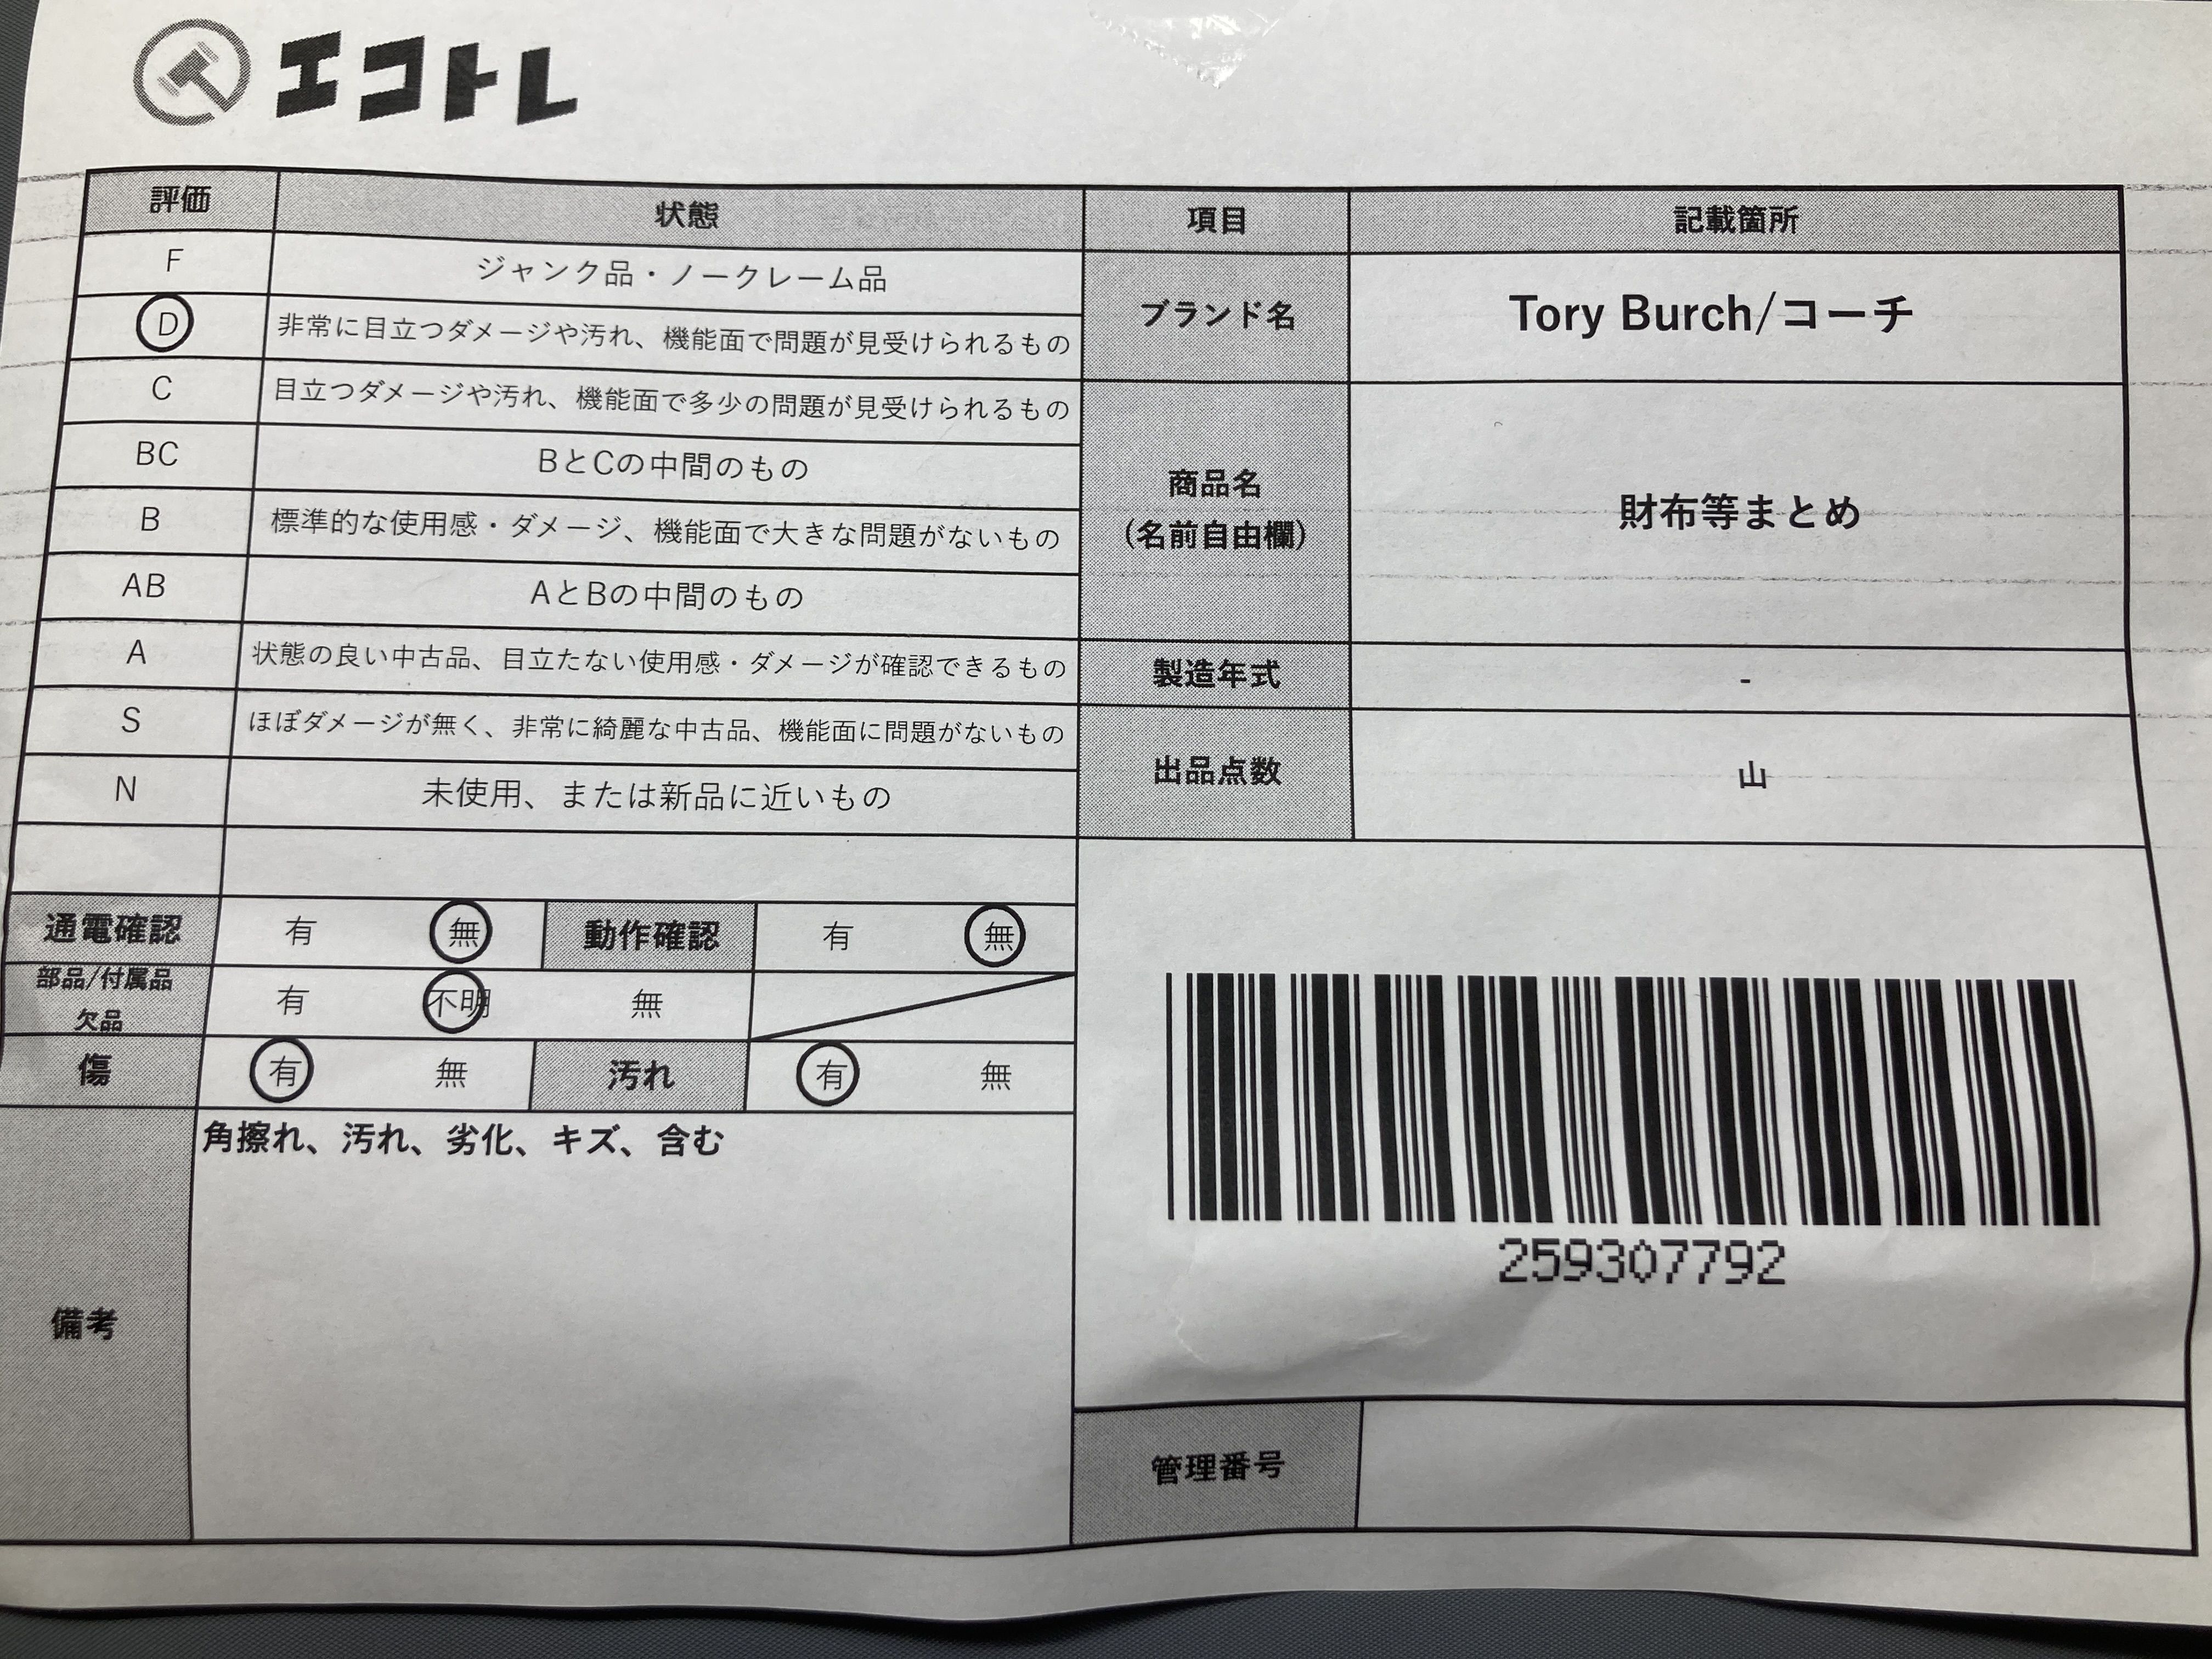 エコトレ
評価 状態 項目 記載箇所
F ジャンク品・ノークレーム品
D 非常に目立つダメージや汚れ、機能面で問題が見受けられるもの
C 目立つダメージや汚れ、機能面で多少の問題が見受けられるもの
BC BとCの中間のもの
B 標準的な使用感・ダメージ、機能面で大きな問題がないもの
AB AとBの中間のもの
A 状態の良い中古品、目立たない使用感・ダメージが確認できるもの
S ほぼダメージが無く、非常に綺麗な中古品、機能面に問題がないもの
N 未使用、または新品に近いもの
ブランド名 Tory Burch/コーチ
商品名
(名前自由欄)
財布等まとめ
製造年式 -
出品点数 山
通電確認 有 無 動作確認 有 無
部品/付属品
欠品
有 不明 無
傷 有 無 汚れ 有 無
備考
角擦れ、汚れ、劣化、キズ、含む
259307792
管理番号